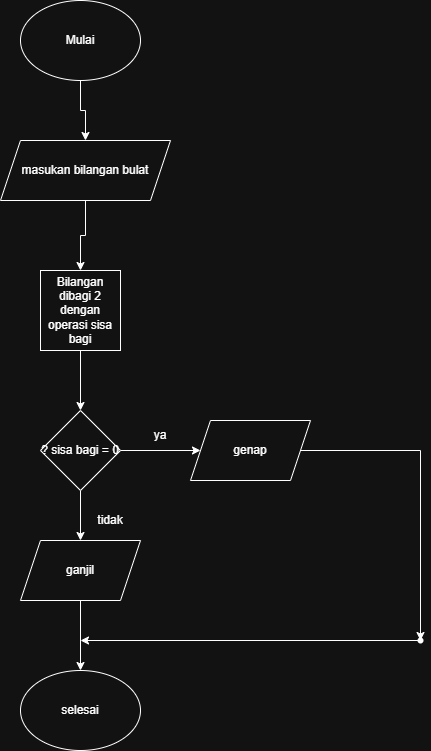 Mulai
masukan bilangan bulat
Bilangan
dibagi 2
dengan
operasi sisa
bagi
? sisa bagi = 0
ya
genap
tidak
ganjil
selesai